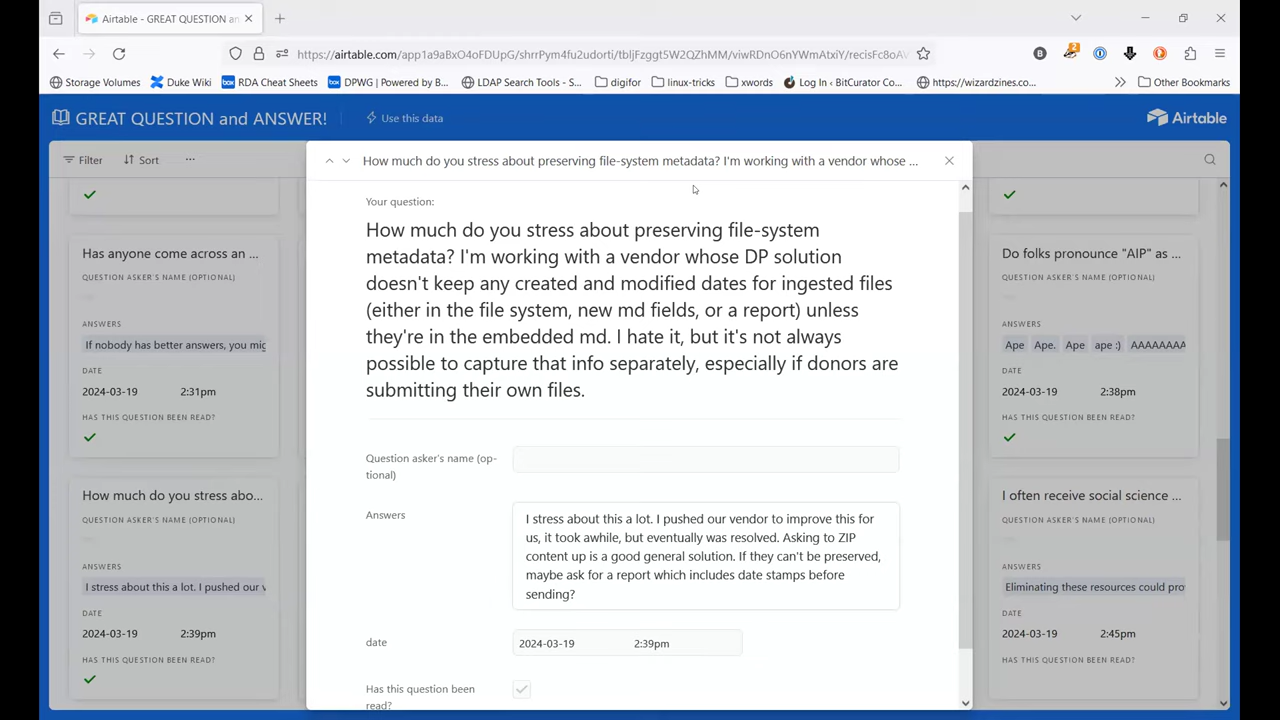 Airtable - GREAT QUESTION an
https://airtable.com/app1a9aBxO4oFDUpG/shrrPym4fu2udorti/tbljFzggt5W2QZhMM/viwRDnO6nYWmAtxiY/recisFc8oAV
Storage Volumes
Duke Wiki
RDA Cheat Sheets
DPWG | Powered by B...
LDAP Search Tools - S...
digifor
linux-tricks
xwords
Log In ‹ BitCurator Co...
https://wizardzines.co...
Other Bookmarks
GREAT QUESTION and ANSWER!
Use this data
Airtable
Filter
Sort
...
How much do you stress about preserving file-system metadata? I'm working with a vendor whose ...
Your question:
How much do you stress about preserving file-system
metadata? I'm working with a vendor whose DP solution
doesn't keep any created and modified dates for ingested files
(either in the file system, new md fields, or a report) unless
they're in the embedded md. I hate it, but it's not always
possible to capture that info separately, especially if donors are
submitting their own files.
Question asker's name (op-
tional)
Answers
I stress about this a lot. I pushed our vendor to improve this for
us, it took awhile, but eventually was resolved. Asking to ZIP
content up is a good general solution. If they can't be preserved,
maybe ask for a report which includes date stamps before
sending?
date
2024-03-19 2:39pm
Has this question been
read?
Has anyone come across an ...
QUESTION ASKER'S NAME (OPTIONAL)
ANSWERS
If nobody has better answers, you mig
DATE
2024-03-19 2:31pm
HAS THIS QUESTION BEEN READ?
How much do you stress abo...
QUESTION ASKER'S NAME (OPTIONAL)
ANSWERS
I stress about this a lot. I pushed our v
DATE
2024-03-19 2:39pm
HAS THIS QUESTION BEEN READ?
Do folks pronounce "AIP" as ...
QUESTION ASKER'S NAME (OPTIONAL)
ANSWERS
Ape Ape. Ape ape :) AAAAAAAA
DATE
2024-03-19 2:38pm
HAS THIS QUESTION BEEN READ?
I often receive social science ...
QUESTION ASKER'S NAME (OPTIONAL)
ANSWERS
Eliminating these resources could pro
DATE
2024-03-19 2:45pm
HAS THIS QUESTION BEEN READ?